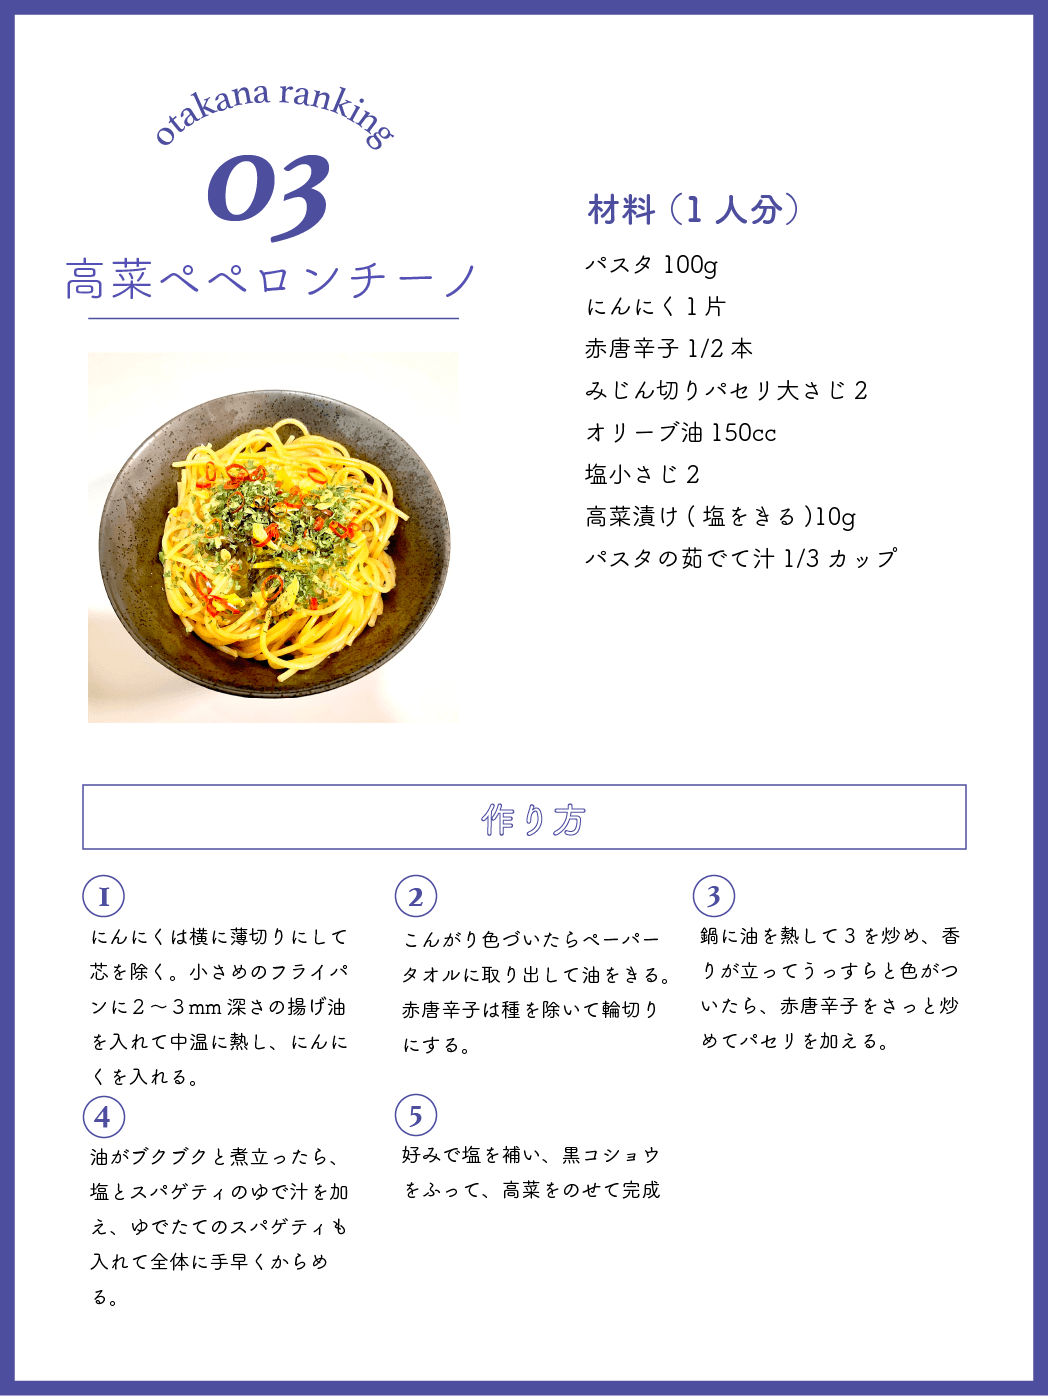 otakana ranking
03
高菜ペペロンチーノ
材料（1 人分）
パスタ 100g
にんにく 1 片
赤唐辛子 1/2 本
みじん切りパセリ大さじ 2
オリーブ油 150cc
塩小さじ 2
高菜漬け ( 塩をきる )10g
パスタの茹でて汁 1/3 カップ
作り方
1
にんにくは横に薄切りにして
芯を除く。小さめのフライパ
ンに２～３mm 深さの揚げ油
を入れて中温に熱し、にんに
くを入れる。
2
こんがり色づいたらペーパー
タオルに取り出して油をきる。
赤唐辛子は種を除いて輪切り
にする。
3
鍋に油を熱して３を炒め、香
りが立ってうっすらと色がつ
いたら、赤唐辛子をさっと炒
めてパセリを加える。
4
油がブクブクと煮立ったら、
塩とスパゲティのゆで汁を加
え、ゆでたてのスパゲティも
入れて全体に手早くからめ
る。
5
好みで塩を補い、黒コショウ
をふって、高菜をのせて完成